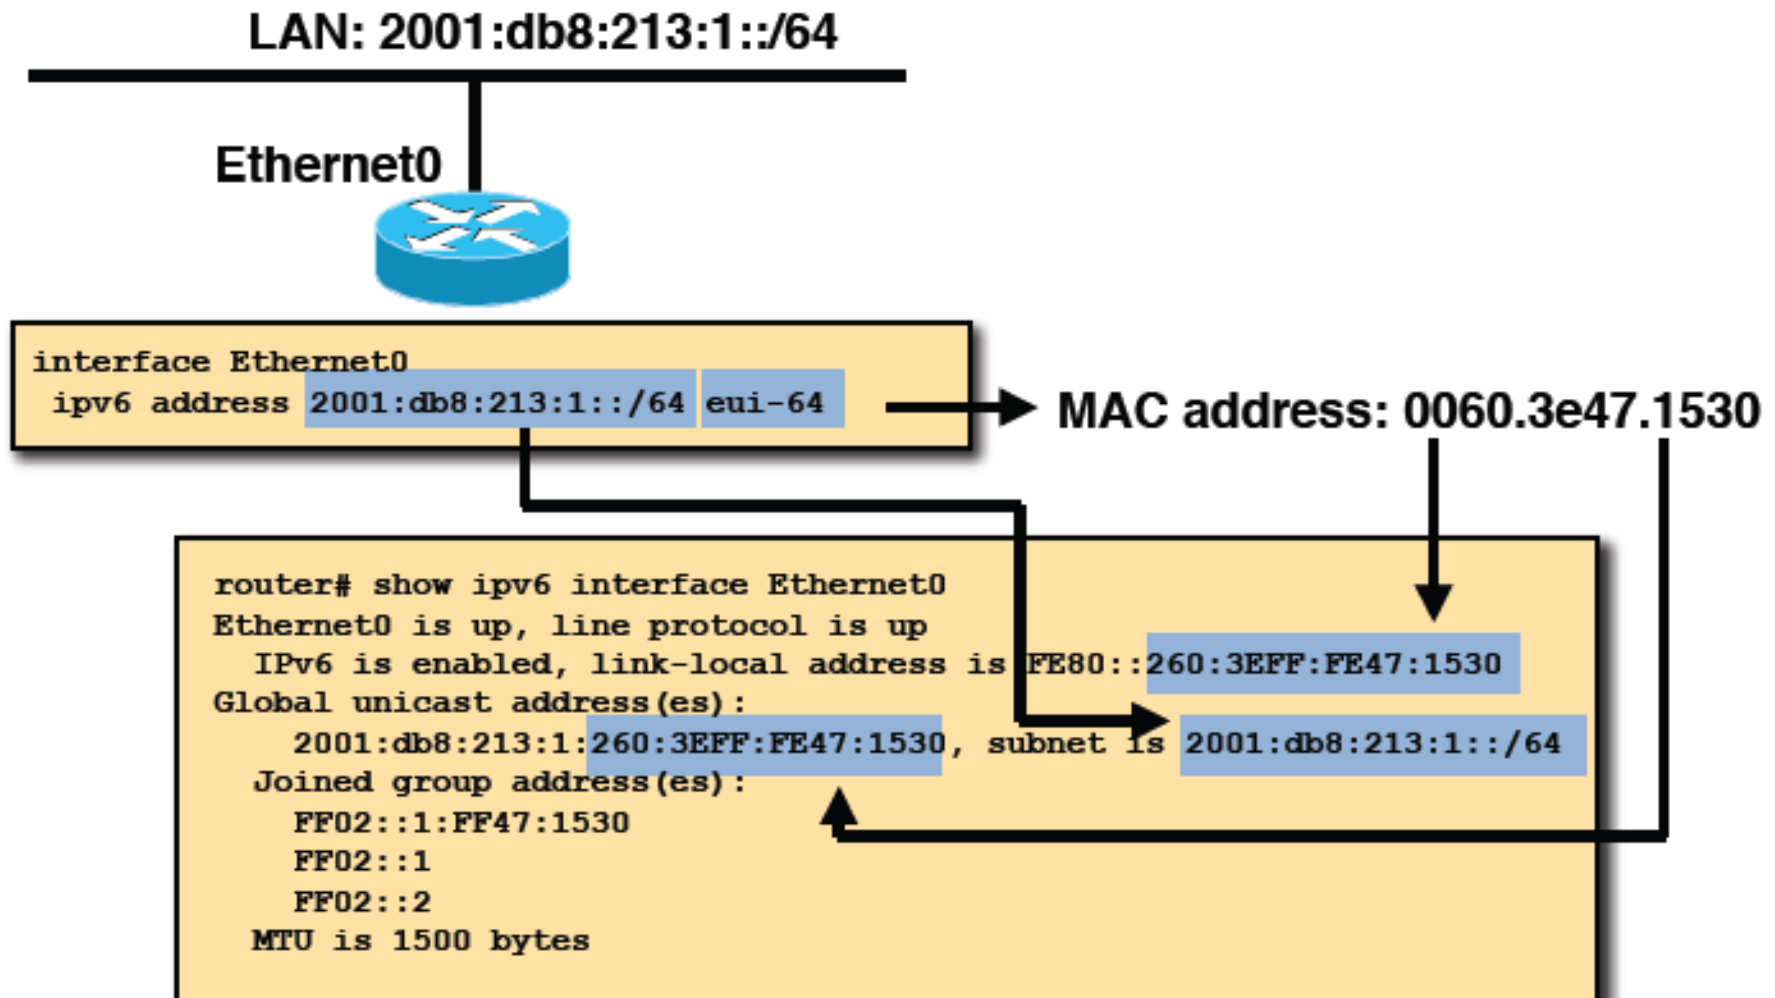 LAN: 2001:db8:213:1::/64
Ethernet0
interface Ethernet0
ipv6 address 2001:db8:213:1::/64 eui-64
MAC address: 0060.3e47.1530
router# show ipv6 interface Ethernet0
Ethernet0 is up, line protocol is up
IPv6 is enabled, link-local address is FE80::260:3EFF:FE47:1530
Global unicast address(es):
2001:db8:213:1:260:3EFF:FE47:1530, subnet is 2001:db8:213:1::/64
Joined group address(es):
FF02::1:FF47:1530
FF02::1
FF02::2
MTU is 1500 bytes